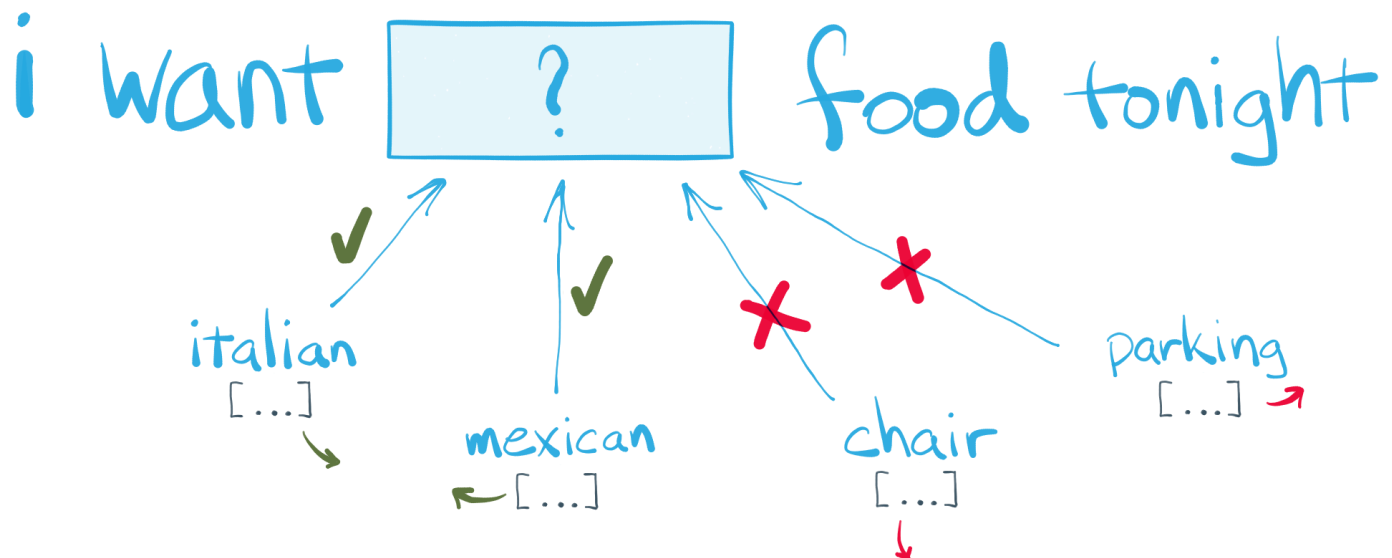 i want ? food tonight
italian
[...]
mexican
[...]
chair
[...]
parking
[...]